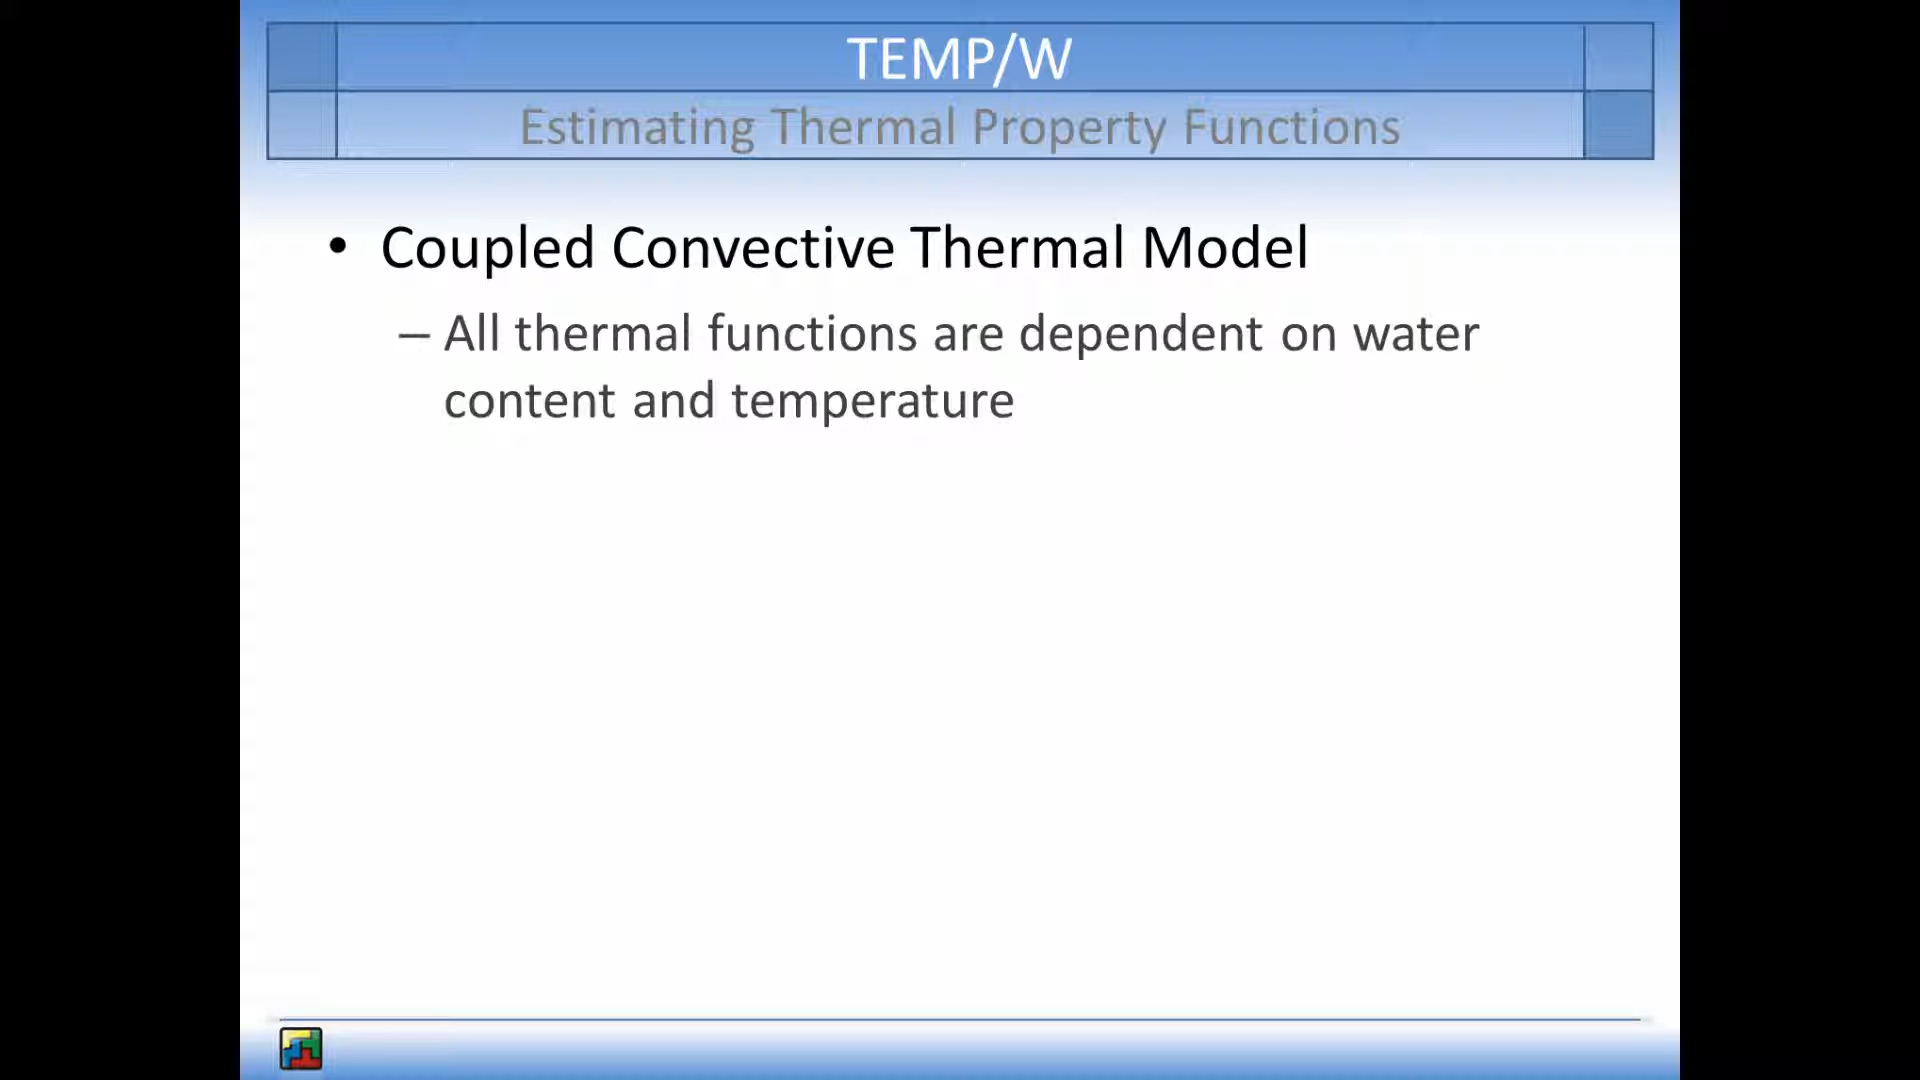 TEMP/W
Estimating Thermal Property Functions
• Coupled Convective Thermal Model
– All thermal functions are dependent on water
content and temperature